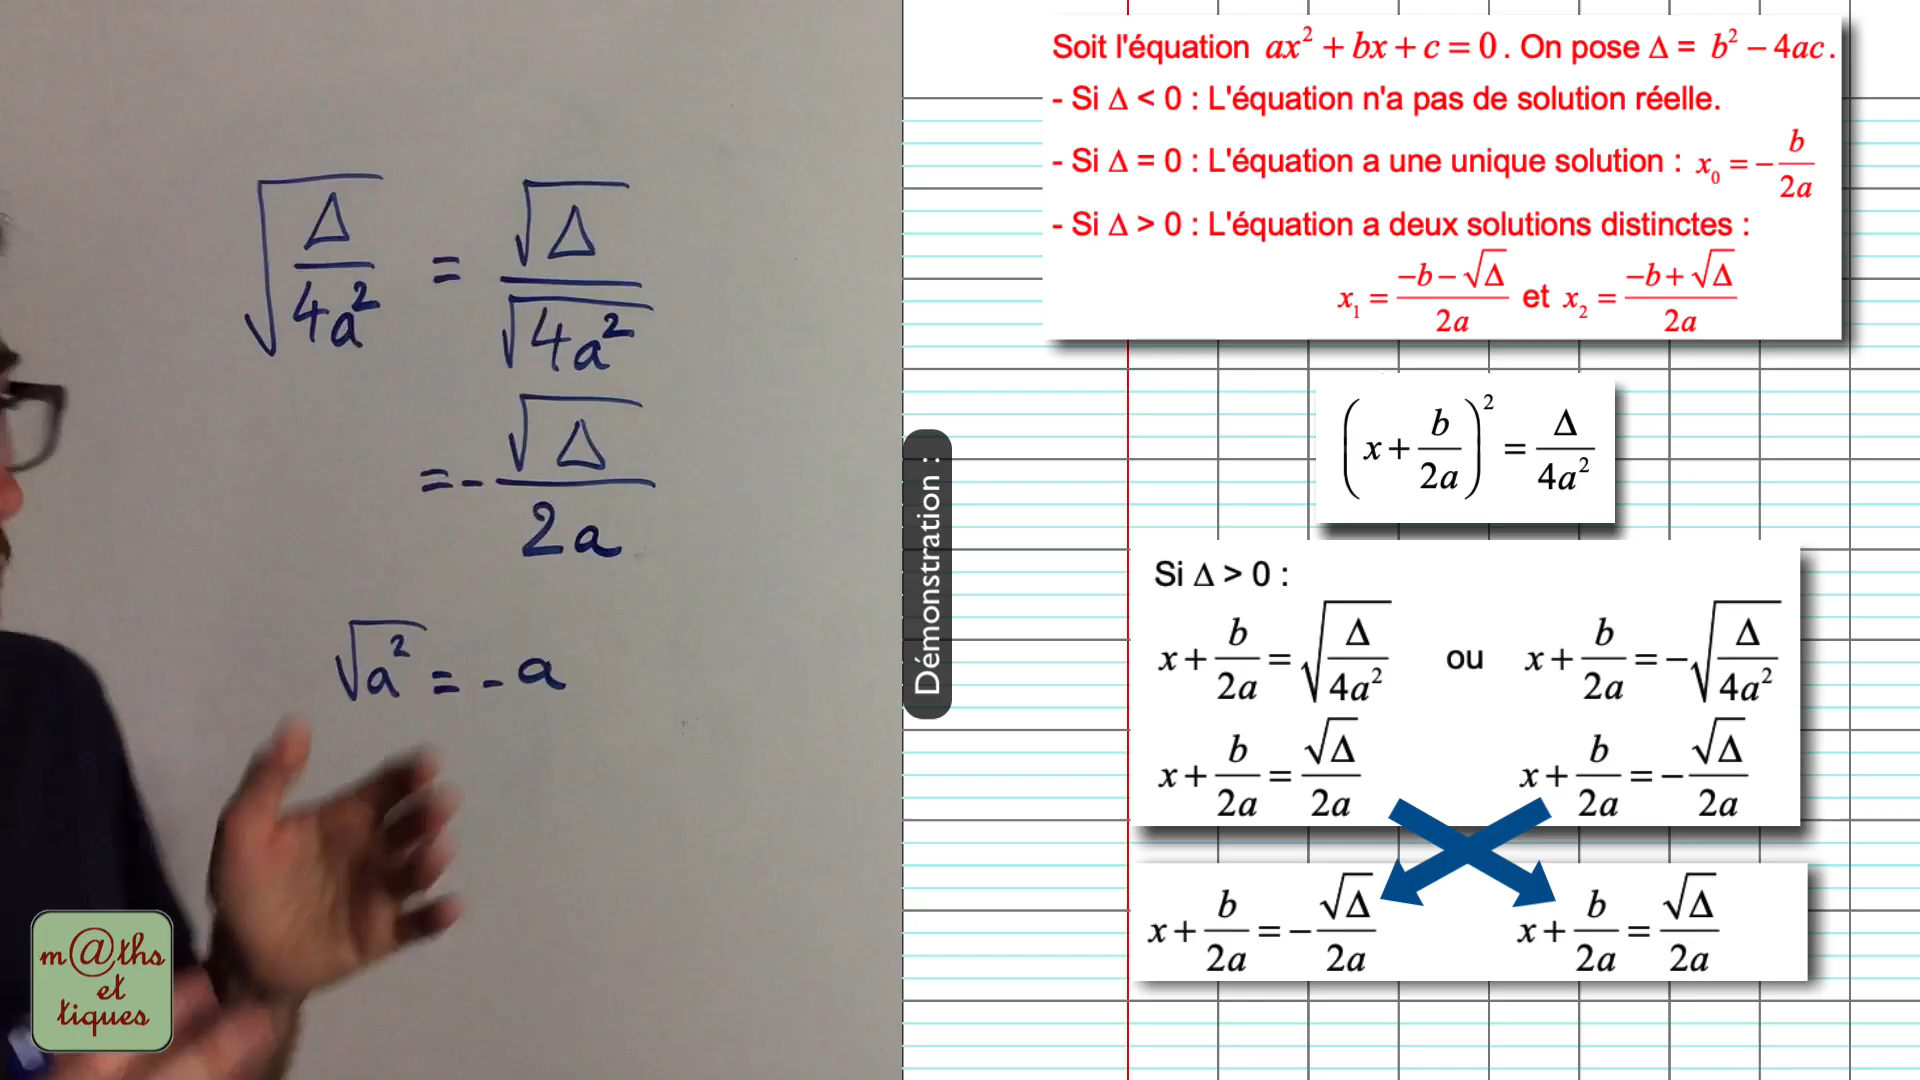 √(Δ/4a²) = √Δ/√(4a²)
= - √Δ/2a
√a² = - a
m@ths
et
tiques
Démonstration :
Soit l'équation ax² + bx + c = 0. On pose Δ = b² – 4ac.
- Si Δ < 0 : L'équation n'a pas de solution réelle.
- Si Δ = 0 : L'équation a une unique solution : x₀ = – b/2a
- Si Δ > 0 : L'équation a deux solutions distinctes :
x₁ = (–b – √Δ)/2a et x₂ = (–b + √Δ)/2a
(x + b/2a)² = Δ/4a²
Si Δ > 0 :
x + b/2a = √(Δ/4a²) ou x + b/2a = –√(Δ/4a²)
x + b/2a = √Δ/2a x + b/2a = – √Δ/2a
x + b/2a = – √Δ/2a x + b/2a = √Δ/2a